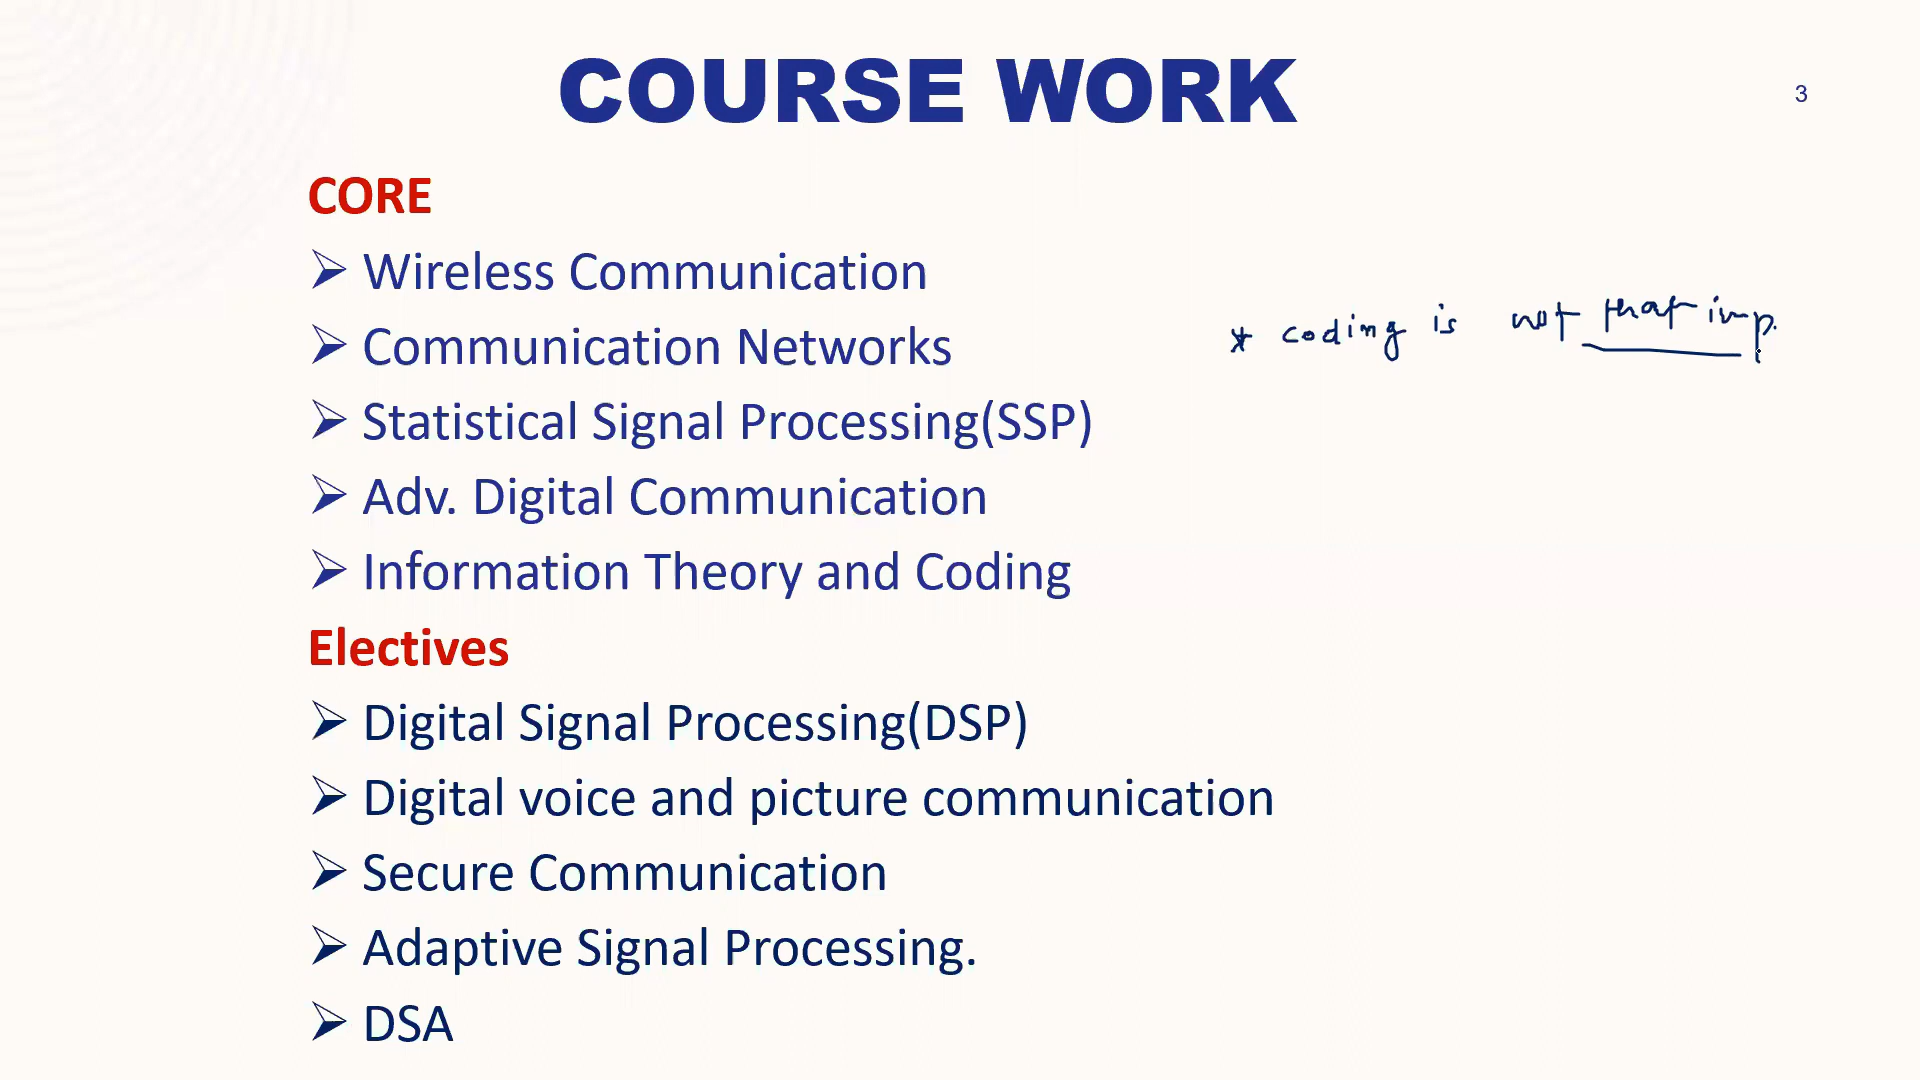 COURSE WORK
3
CORE
Wireless Communication
Communication Networks
* coding is not that imp.
Statistical Signal Processing(SSP)
Adv. Digital Communication
Information Theory and Coding
Electives
Digital Signal Processing(DSP)
Digital voice and picture communication
Secure Communication
Adaptive Signal Processing.
DSA